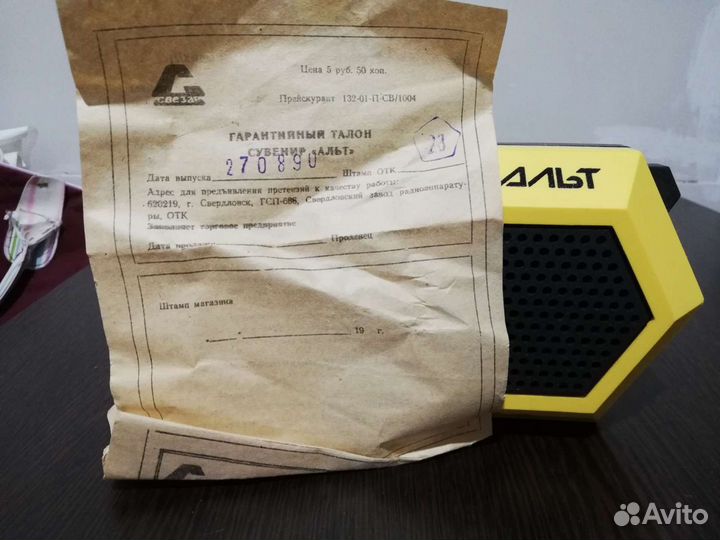 свезар
Цена 5 руб. 50 коп.
Прейскурант 132-01-П-СВ/1004
ГАРАНТИЙНЫЙ ТАЛОН
СУВЕНИР «АЛЬТ»
23
270890
Дата выпуска Штамп ОТК
Адрес для предъявления претензий к качеству работы:
620219, г. Свердловск, ГСП-686, Свердловский завод радиоаппарату-
ры, ОТК
Заполняет торговое предприятие
Дата продажи Продавец
Штамп магазина
19 г.
АЛЬТ
Avito